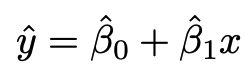 ŷ = β̂₀ + β̂₁x